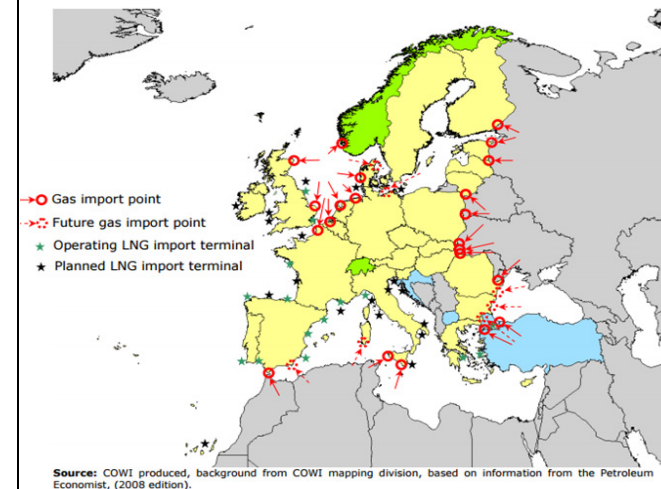 Gas import point
Future gas import point
Operating LNG import terminal
Planned LNG import terminal
Source: COWI produced, background from COWI mapping division, based on information from the Petroleum
Economist, (2008 edition).